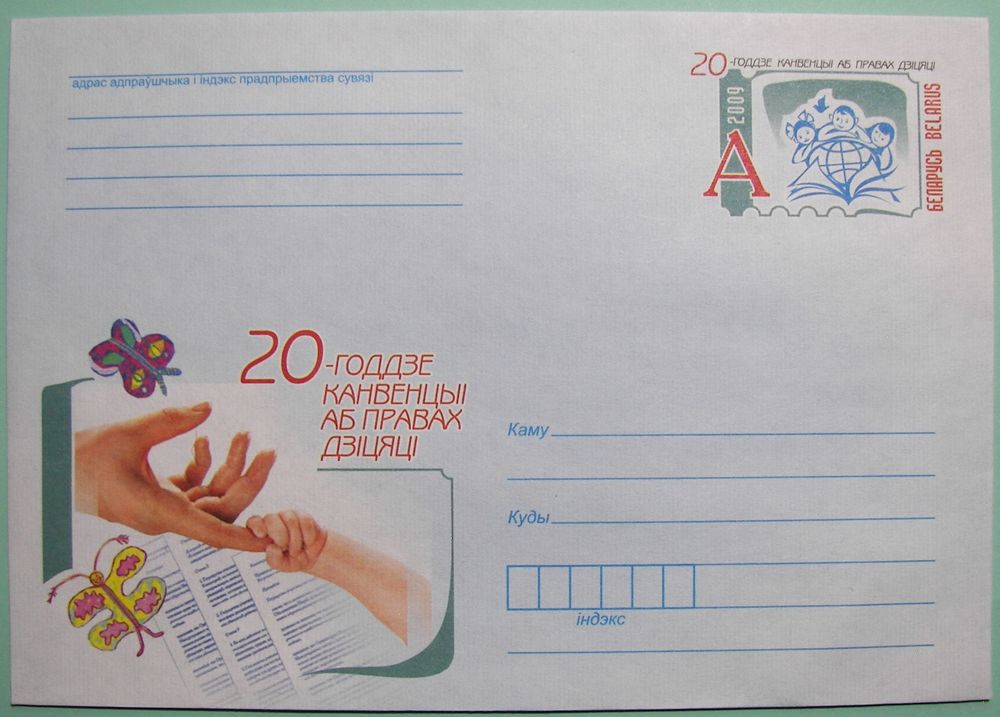 адрас адпраўшчыка і індэкс прадпрыемства сувязі
20-ГОДДЗЕ КАНВЕНЦЫІ АБ ПРАВАХ ДЗІЦЯЦІ
2009
А
БЕЛАРУСЬ BELARUS
20-ГОДДЗЕ
КАНВЕНЦЫІ
АБ ПРАВАХ
ДЗІЦЯЦІ
Каму
Куды
індэкс